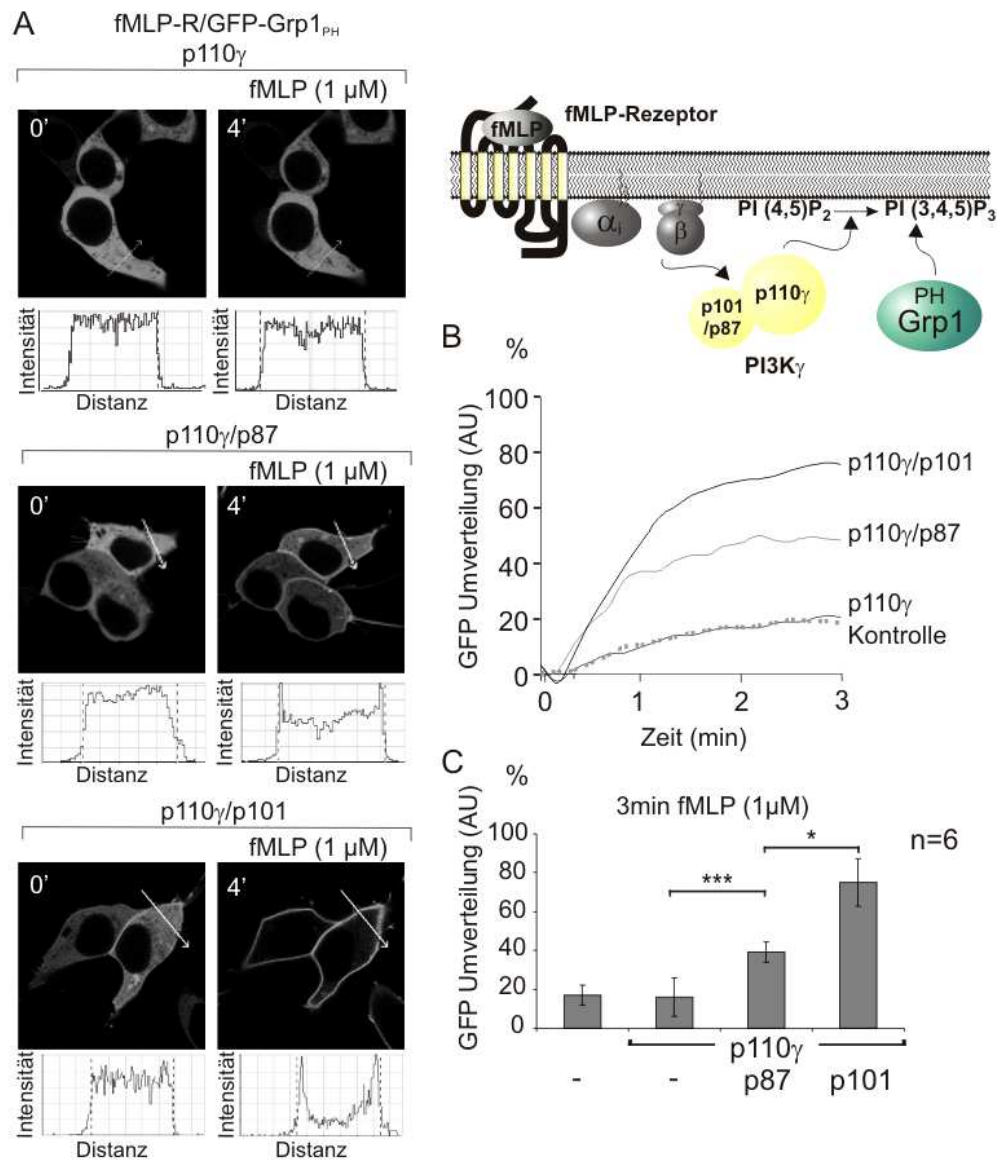 A
fMLP-R/GFP-Grp1PH
p110γ
fMLP (1 µM)
0’
4’
Intensität
Distanz
Intensität
Distanz
p110γ/p87
fMLP (1 µM)
0’
4’
Intensität
Distanz
Intensität
Distanz
p110γ/p101
fMLP (1 µM)
0’
4’
Intensität
Distanz
Intensität
Distanz
fMLP
fMLP-Rezeptor
αi
γ
β
PI (4,5)P2
PI (3,4,5)P3
p101
/p87
p110γ
PI3Kγ
PH
Grp1
B
%
GFP Umverteilung (AU)
100
80
60
40
20
0
0
1
2
3
Zeit (min)
p110γ/p101
p110γ/p87
p110γ
Kontrolle
C
%
3min fMLP (1µM)
n=6
GFP Umverteilung (AU)
100
80
60
40
20
0
***
*
p110γ
-
-
p87
p101